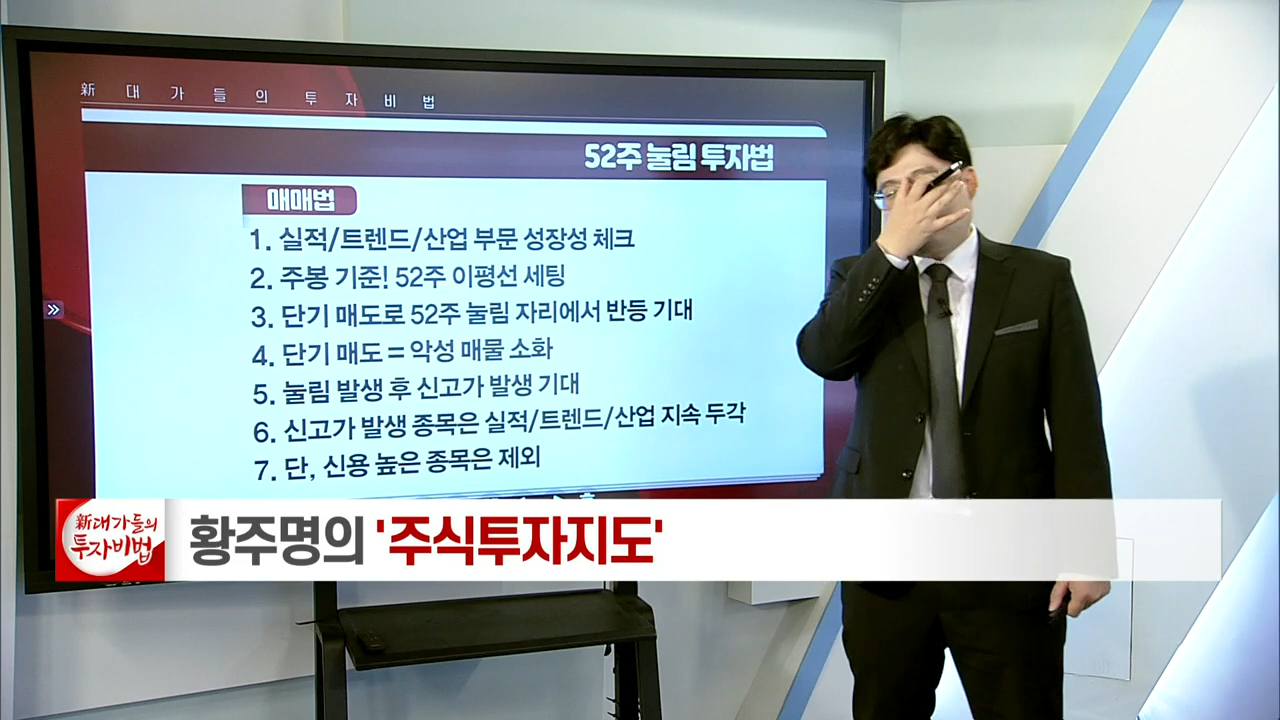 新 대가들의 투자비법
52주 눌림 투자법
매매법
1. 실적/트렌드/산업 부문 성장성 체크
2. 주봉 기준! 52주 이평선 세팅
3. 단기 매도로 52주 눌림 자리에서 반등 기대
4. 단기 매도 = 악성 매물 소화
5. 눌림 발생 후 신고가 발생 기대
6. 신고가 발생 종목은 실적/트렌드/산업 지속 두각
7. 단, 신용 높은 종목은 제외
新대가들의
투자비법
황주명의 '주식투자지도'